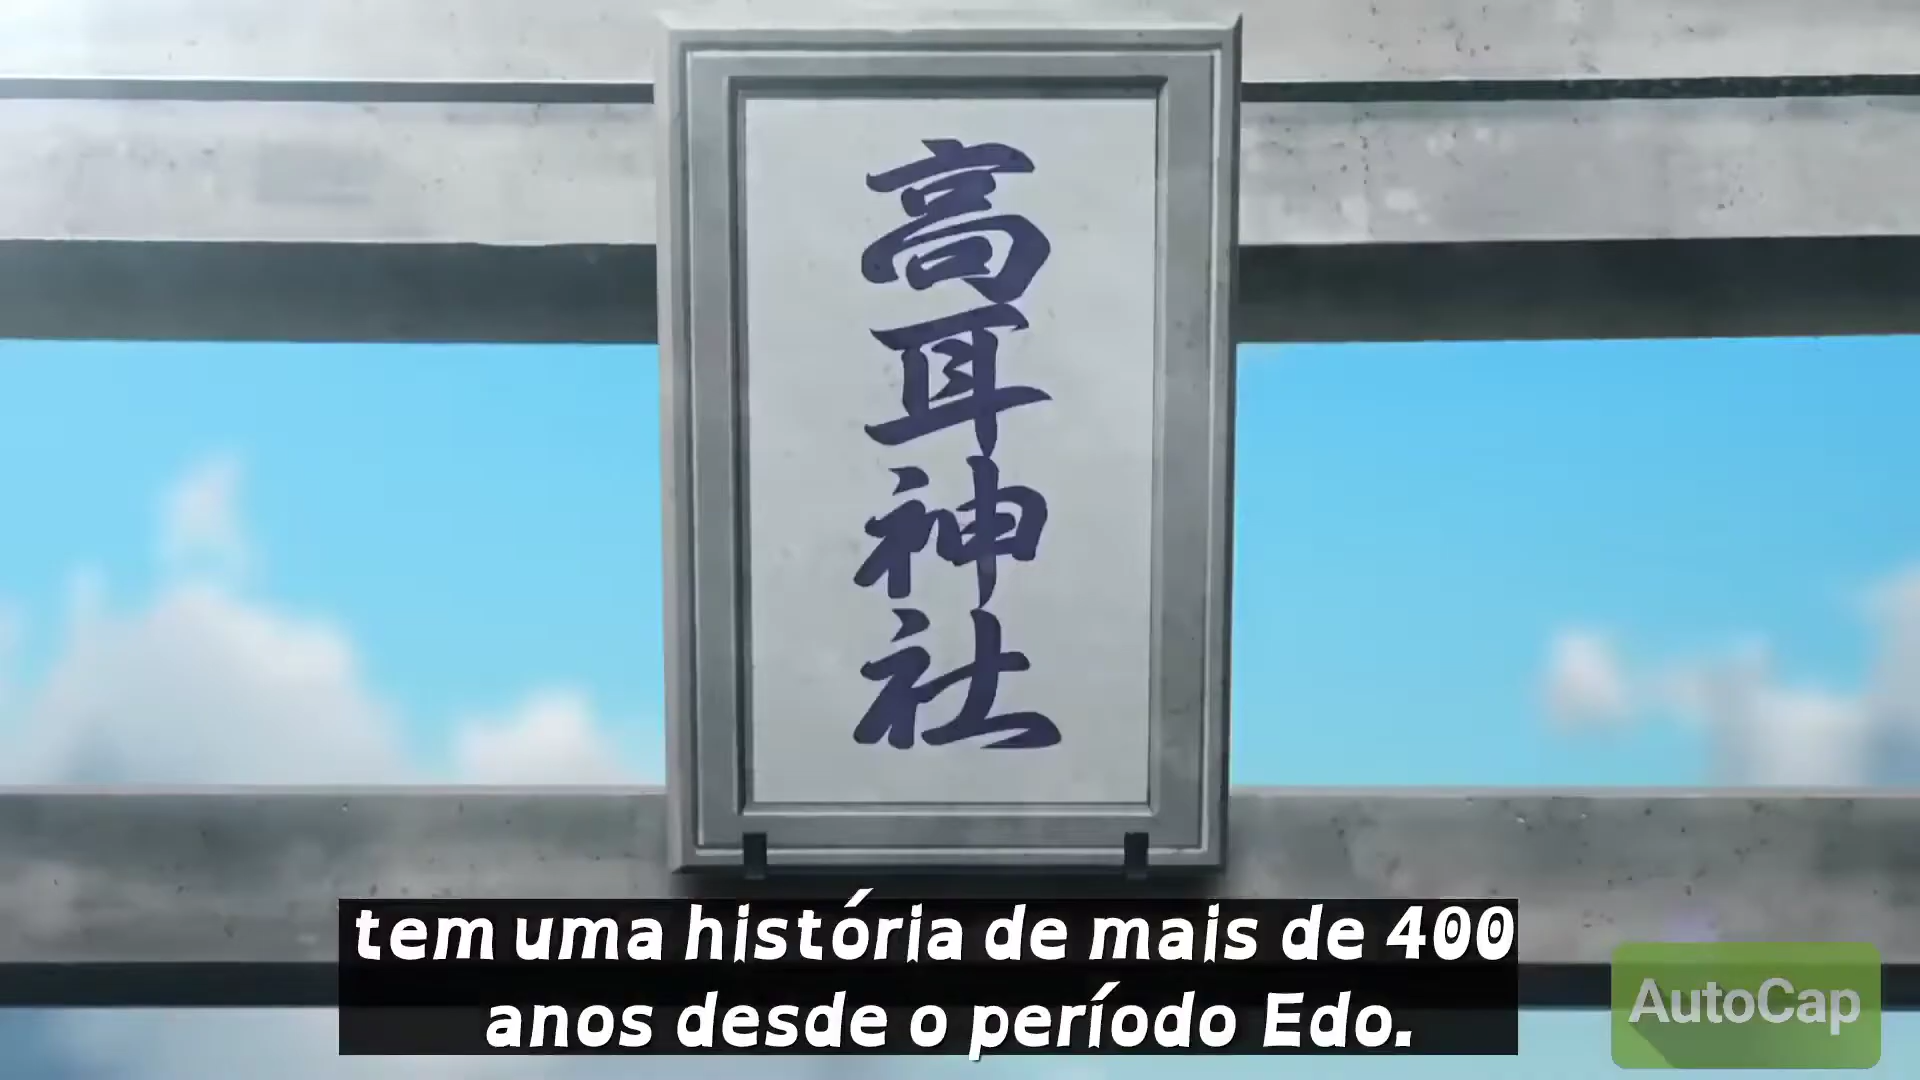 高耳神社
tem uma história de mais de 400
anos desde o período Edo.
AutoCap